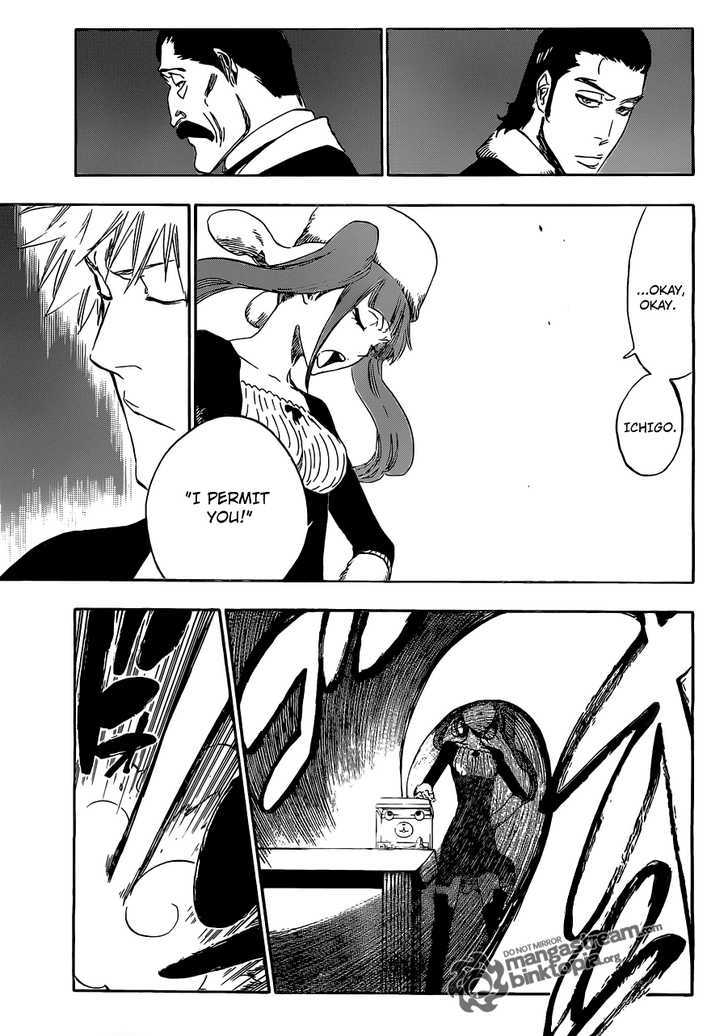 ...OKAY,
OKAY.
ICHIGO.
"I PERMIT
YOU!"
DO NOT MIRROR
mangastream.com
binktopia.org